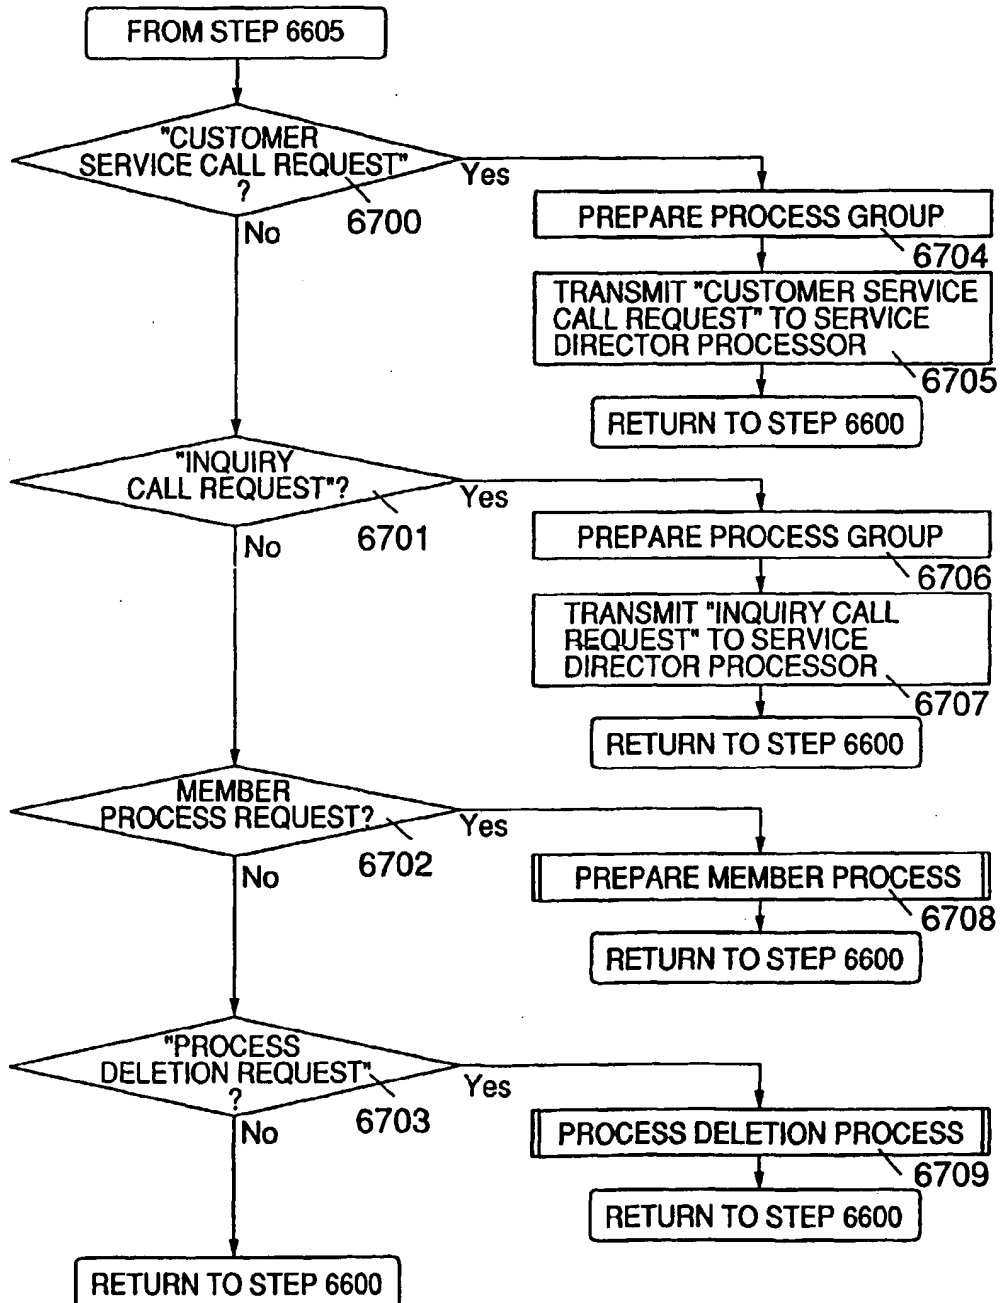 FROM STEP 6605
"CUSTOMER
SERVICE CALL REQUEST"
?
6700
Yes
No
PREPARE PROCESS GROUP
6704
TRANSMIT "CUSTOMER SERVICE
CALL REQUEST" TO SERVICE
DIRECTOR PROCESSOR
6705
RETURN TO STEP 6600
"INQUIRY
CALL REQUEST"?
6701
Yes
No
PREPARE PROCESS GROUP
6706
TRANSMIT "INQUIRY CALL
REQUEST" TO SERVICE
DIRECTOR PROCESSOR
6707
RETURN TO STEP 6600
MEMBER
PROCESS REQUEST?
6702
Yes
No
PREPARE MEMBER PROCESS
6708
RETURN TO STEP 6600
"PROCESS
DELETION REQUEST"
?
6703
Yes
No
PROCESS DELETION PROCESS
6709
RETURN TO STEP 6600
RETURN TO STEP 6600